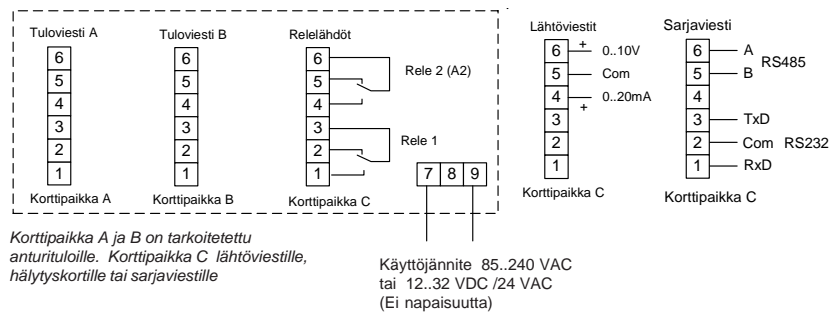 Tuloviesti A
6
5
4
3
2
1
Korttipaikka A
Tuloviesti B
6
5
4
3
2
1
Korttipaikka B
Relelähdöt
6
5
4
3
2
1
Korttipaikka C
Rele 2 (A2)
Rele 1
7 8 9
Lähtöviestit
6 + 0..10V
5 Com
4 0..20mA
+
3
2
1
Korttipaikka C
Sarjaviesti
6 A
RS485
5 B
4
3 TxD
2 Com RS232
1 RxD
Korttipaikka C
Korttipaikka A ja B on tarkoitetettu
anturituloille. Korttipaikka C lähtöviestille,
hälytyskortille tai sarjaviestille
Käyttöjännite 85..240 VAC
tai 12..32 VDC /24 VAC
(Ei napaisuutta)